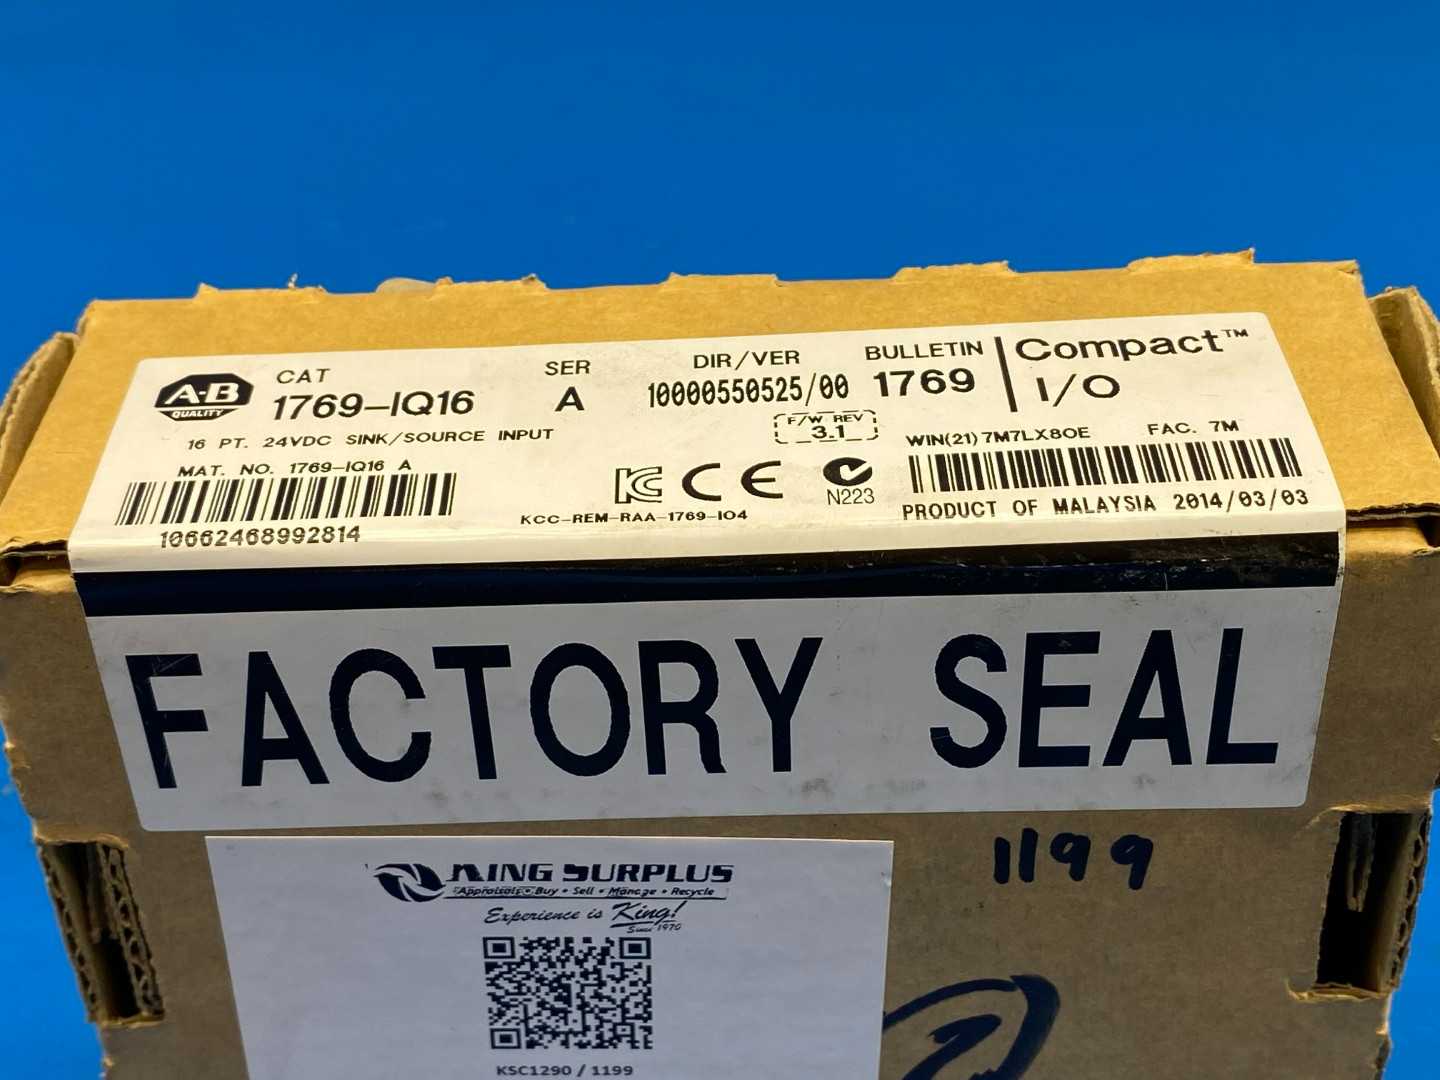 A-B
QUALITY
CAT
1769-IQ16
SER
A
DIR/VER
10000550525/00
BULLETIN
1769
Compact™
I/O
16 PT. 24VDC SINK/SOURCE INPUT
F/W REV
3.1
MAT. NO. 1769-IQ16 A
10662468992814
KCC-REM-RAA-1769-IO4
N223
WIN(21)7M7LX8OE
FAC. 7M
PRODUCT OF MALAYSIA 2014/03/03
FACTORY SEAL
1199
KING SURPLUS
Appraisals • Buy • Sell • Manage • Recycle
Experience is King!
Since 1970
KSC1290 / 1199